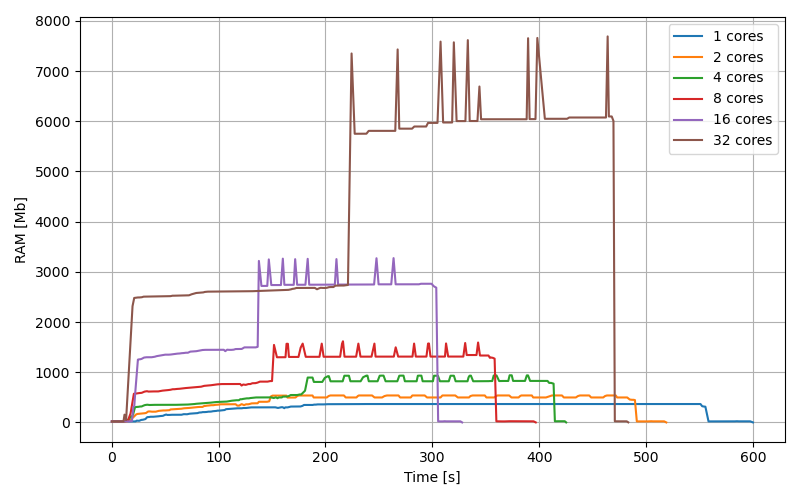 8000
7000
6000
5000
4000
3000
2000
1000
0
RAM [Mb]
1 cores
2 cores
4 cores
8 cores
16 cores
32 cores
0 100 200 300 400 500 600
Time [s]